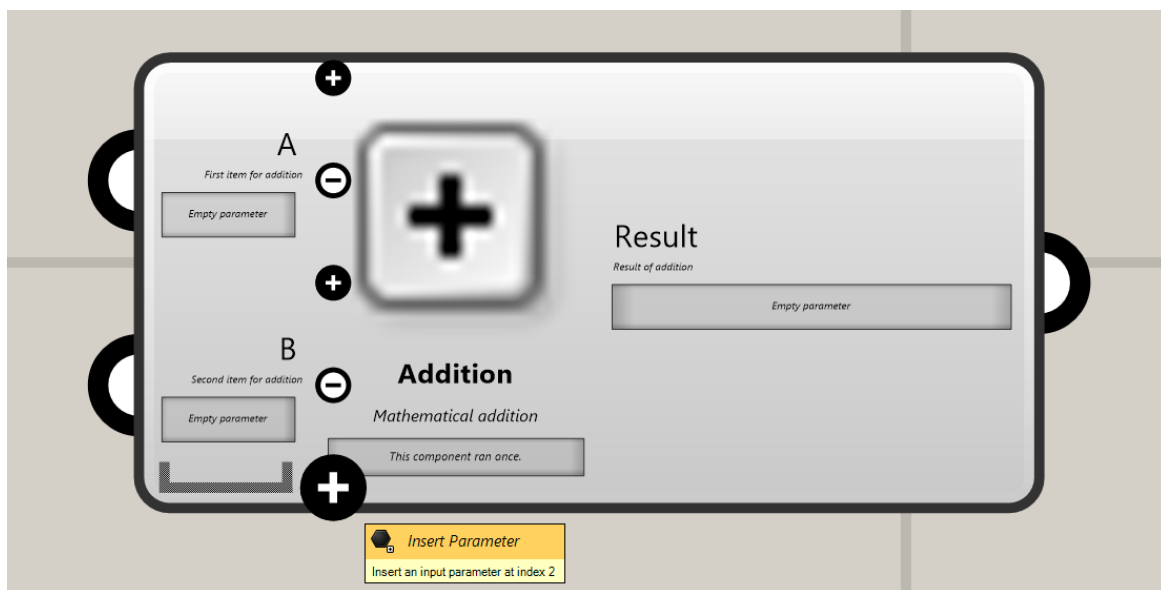 A
First item for addition
Empty parameter
B
Second item for addition
Empty parameter
Addition
Mathematical addition
This component ran once.
Result
Result of addition
Empty parameter
Insert Parameter
Insert an input parameter at index 2